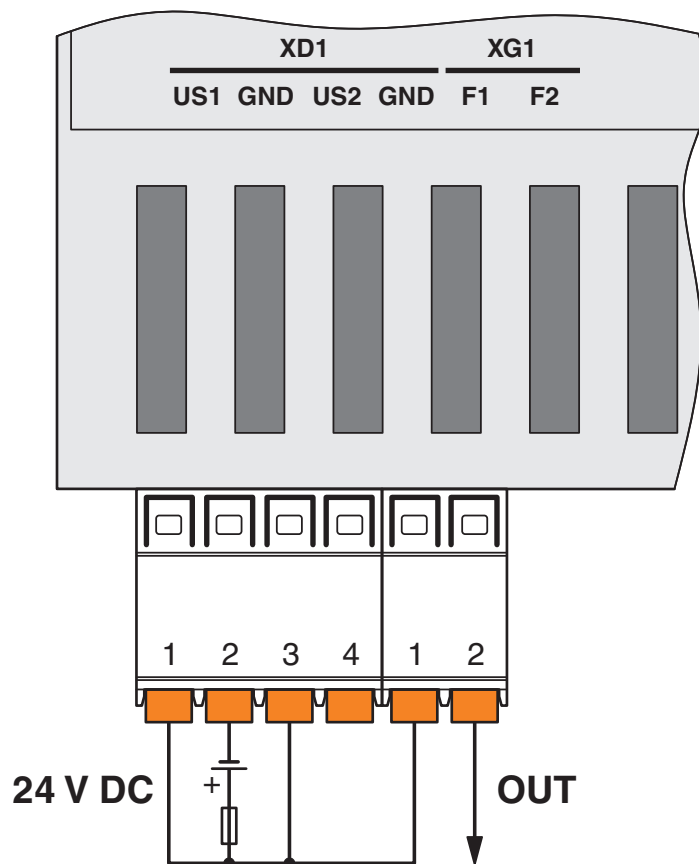 XD1 XG1
US1 GND US2 GND F1 F2
1 2 3 4 1 2
24 V DC OUT
+